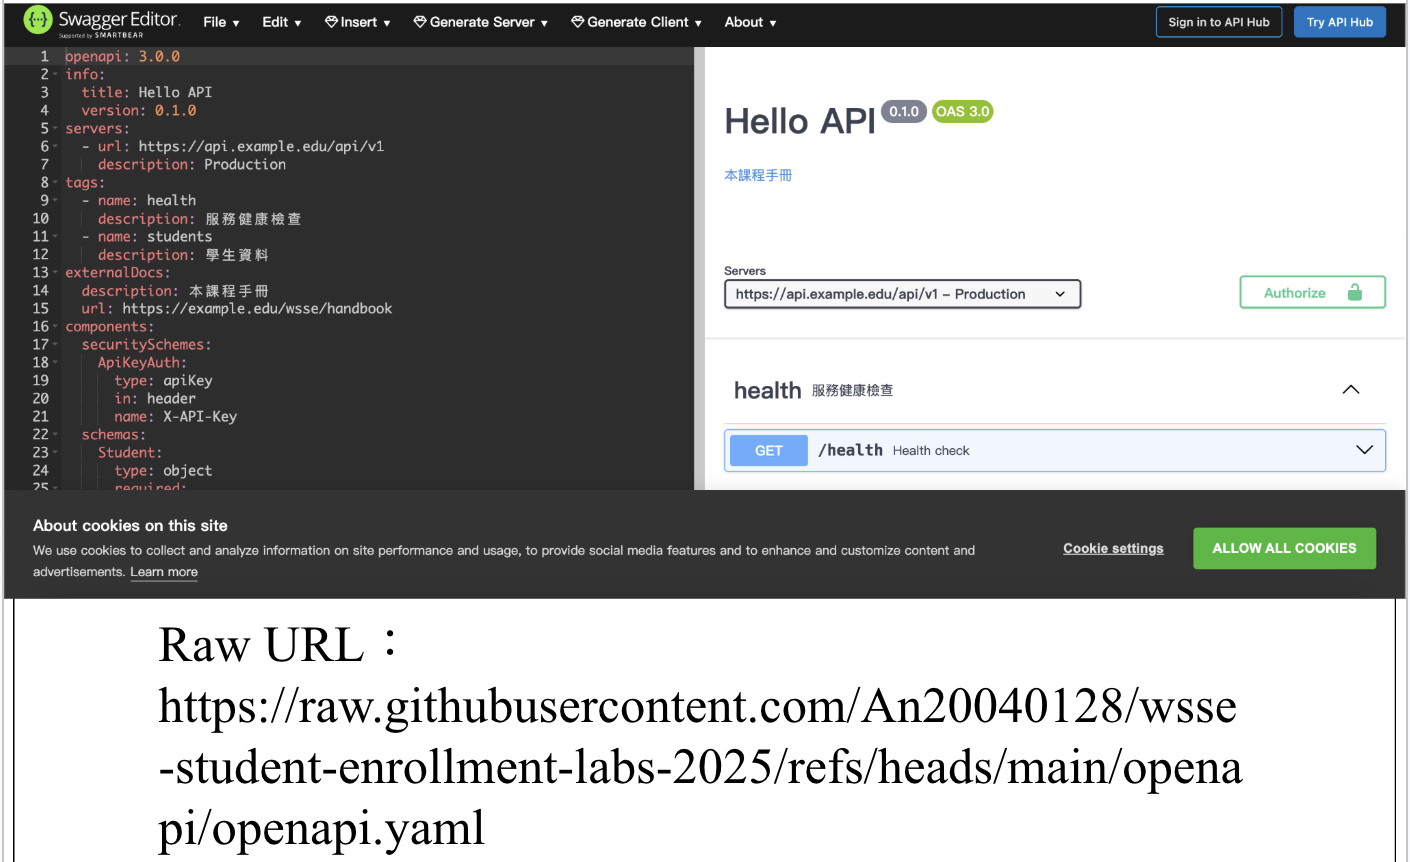 Swagger Editor.
Supported by SMARTBEAR
File ▾ Edit ▾ Insert ▾ Generate Server ▾ Generate Client ▾ About ▾
Sign in to API Hub
Try API Hub
1 openapi: 3.0.0
2 info:
3 title: Hello API
4 version: 0.1.0
5 servers:
6 - url: https://api.example.edu/api/v1
7 description: Production
8 tags:
9 - name: health
10 description: 服務健康檢查
11 - name: students
12 description: 學生資料
13 externalDocs:
14 description: 本課程手冊
15 url: https://example.edu/wsse/handbook
16 components:
17 securitySchemes:
18 ApiKeyAuth:
19 type: apiKey
20 in: header
21 name: X-API-Key
22 schemas:
23 Student:
24 type: object
25 required:
Hello API 0.1.0 OAS 3.0
本課程手冊
Servers
https://api.example.edu/api/v1 – Production
Authorize
health 服務健康檢查
GET /health Health check
About cookies on this site
We use cookies to collect and analyze information on site performance and usage, to provide social media features and to enhance and customize content and
advertisements. Learn more
Cookie settings
ALLOW ALL COOKIES
Raw URL：
https://raw.githubusercontent.com/An20040128/wsse
-student-enrollment-labs-2025/refs/heads/main/opena
pi/openapi.yaml